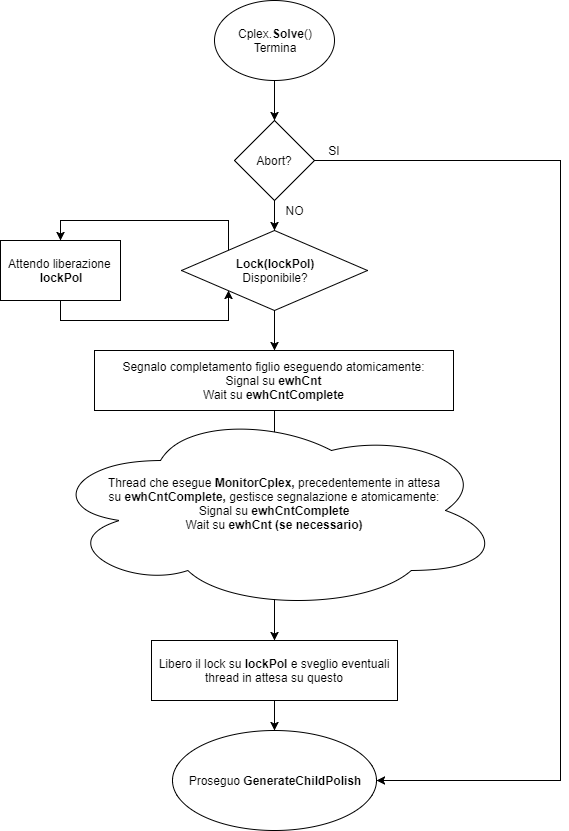 Cplex.Solve()
Termina
Abort?
SI
NO
Attendo liberazione
lockPol
Lock(lockPol)
Disponibile?
Segnalo completamento figlio eseguendo atomicamente:
Signal su ewhCnt
Wait su ewhCntComplete
Thread che esegue MonitorCplex, precedentemente in attesa
su ewhCntComplete, gestisce segnalazione e atomicamente:
Signal su ewhCntComplete
Wait su ewhCnt (se necessario)
Libero il lock su lockPol e sveglio eventuali
thread in attesa su questo
Proseguo GenerateChildPolish